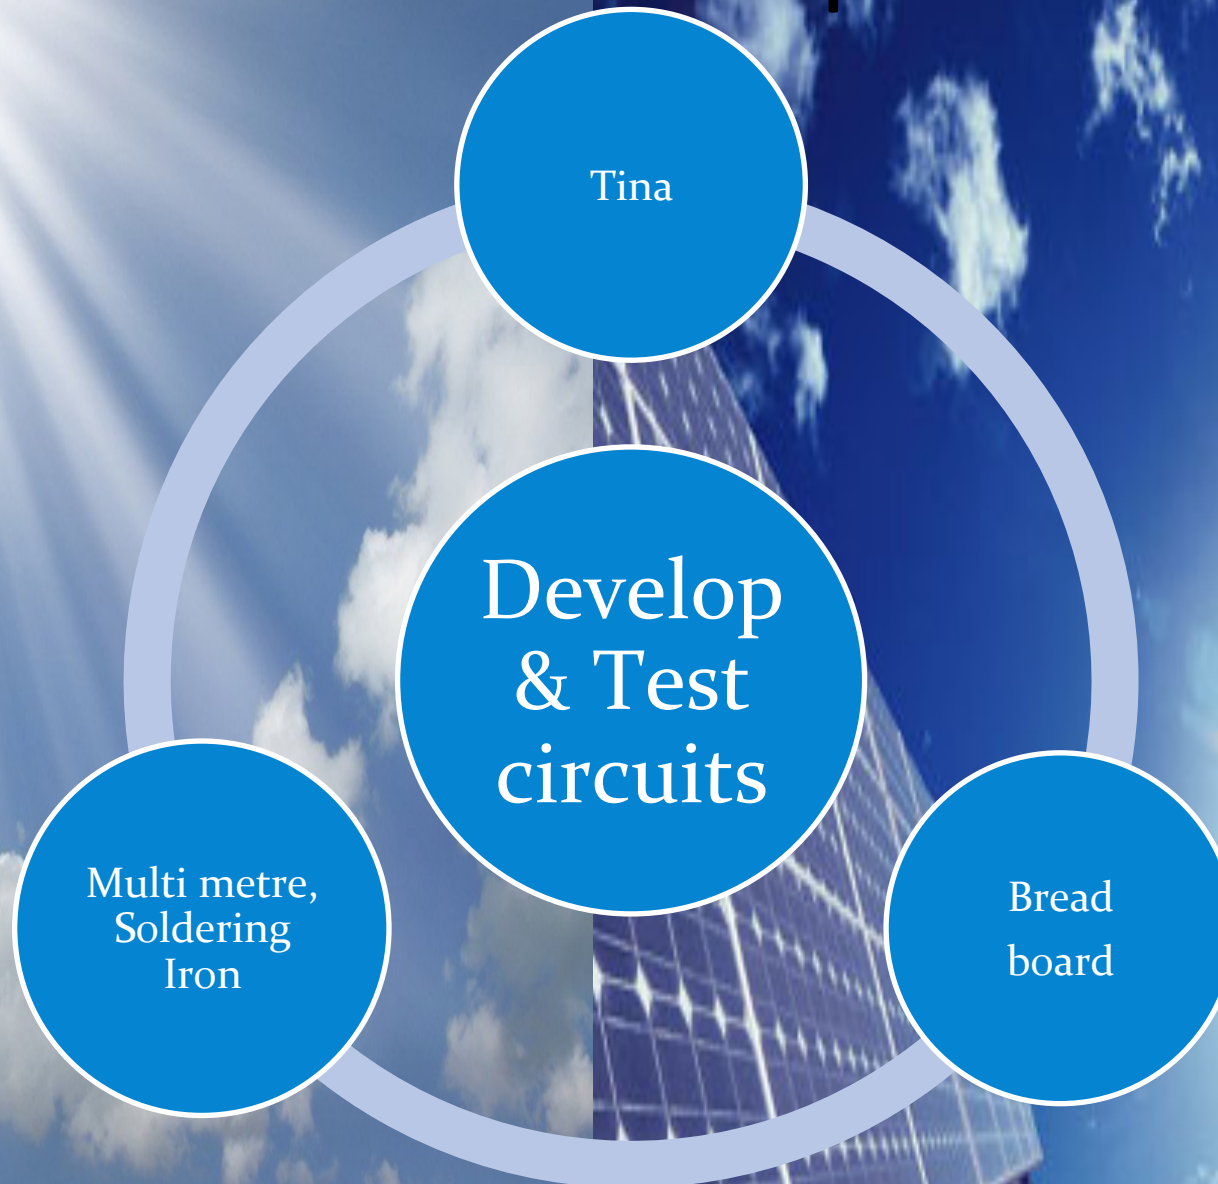 Tina
Develop
& Test
circuits
Multi metre,
Soldering
Iron
Bread
board